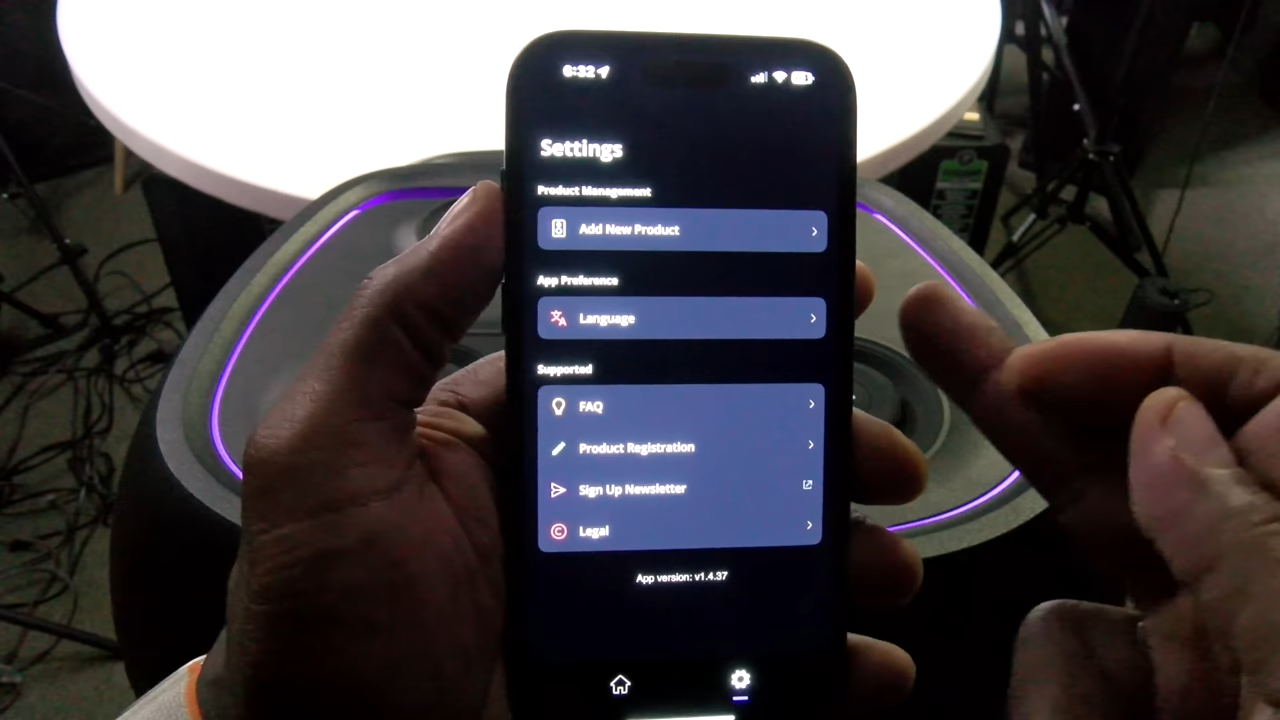 6:32
Settings
Product Management
Add New Product
App Preference
Language
Supported
FAQ
Product Registration
Sign Up Newsletter
Legal
App version: v1.4.37